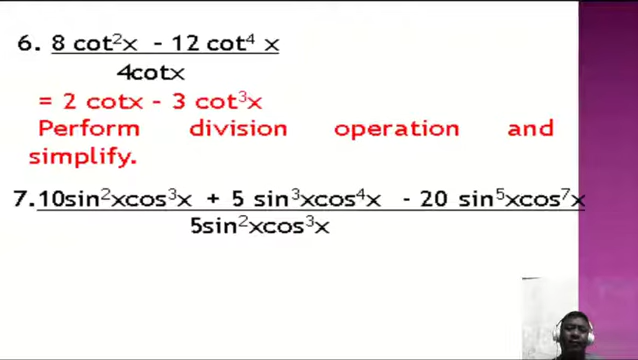 6. 8 cot²x - 12 cot⁴ x
4cotx
= 2 cotx - 3 cot³x
Perform division operation and
simplify.
7.10sin²xcos³x + 5 sin³xcos⁴x - 20 sin⁵xcos⁷x
5sin²xcos³x